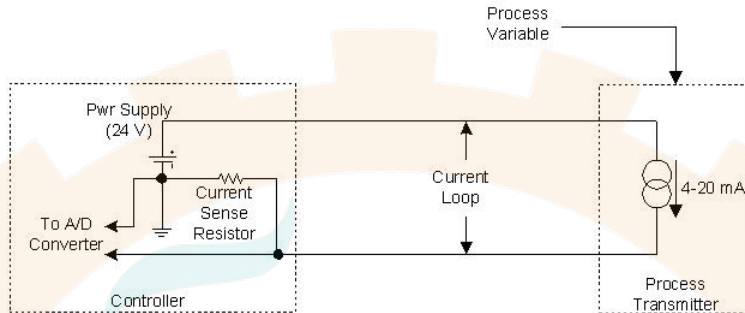 Process
Variable
Pwr Supply
(24 V)
Current
Loop
4-20 mA
Current
Sense
Resistor
To A/D
Converter
Controller
Process
Transmitter